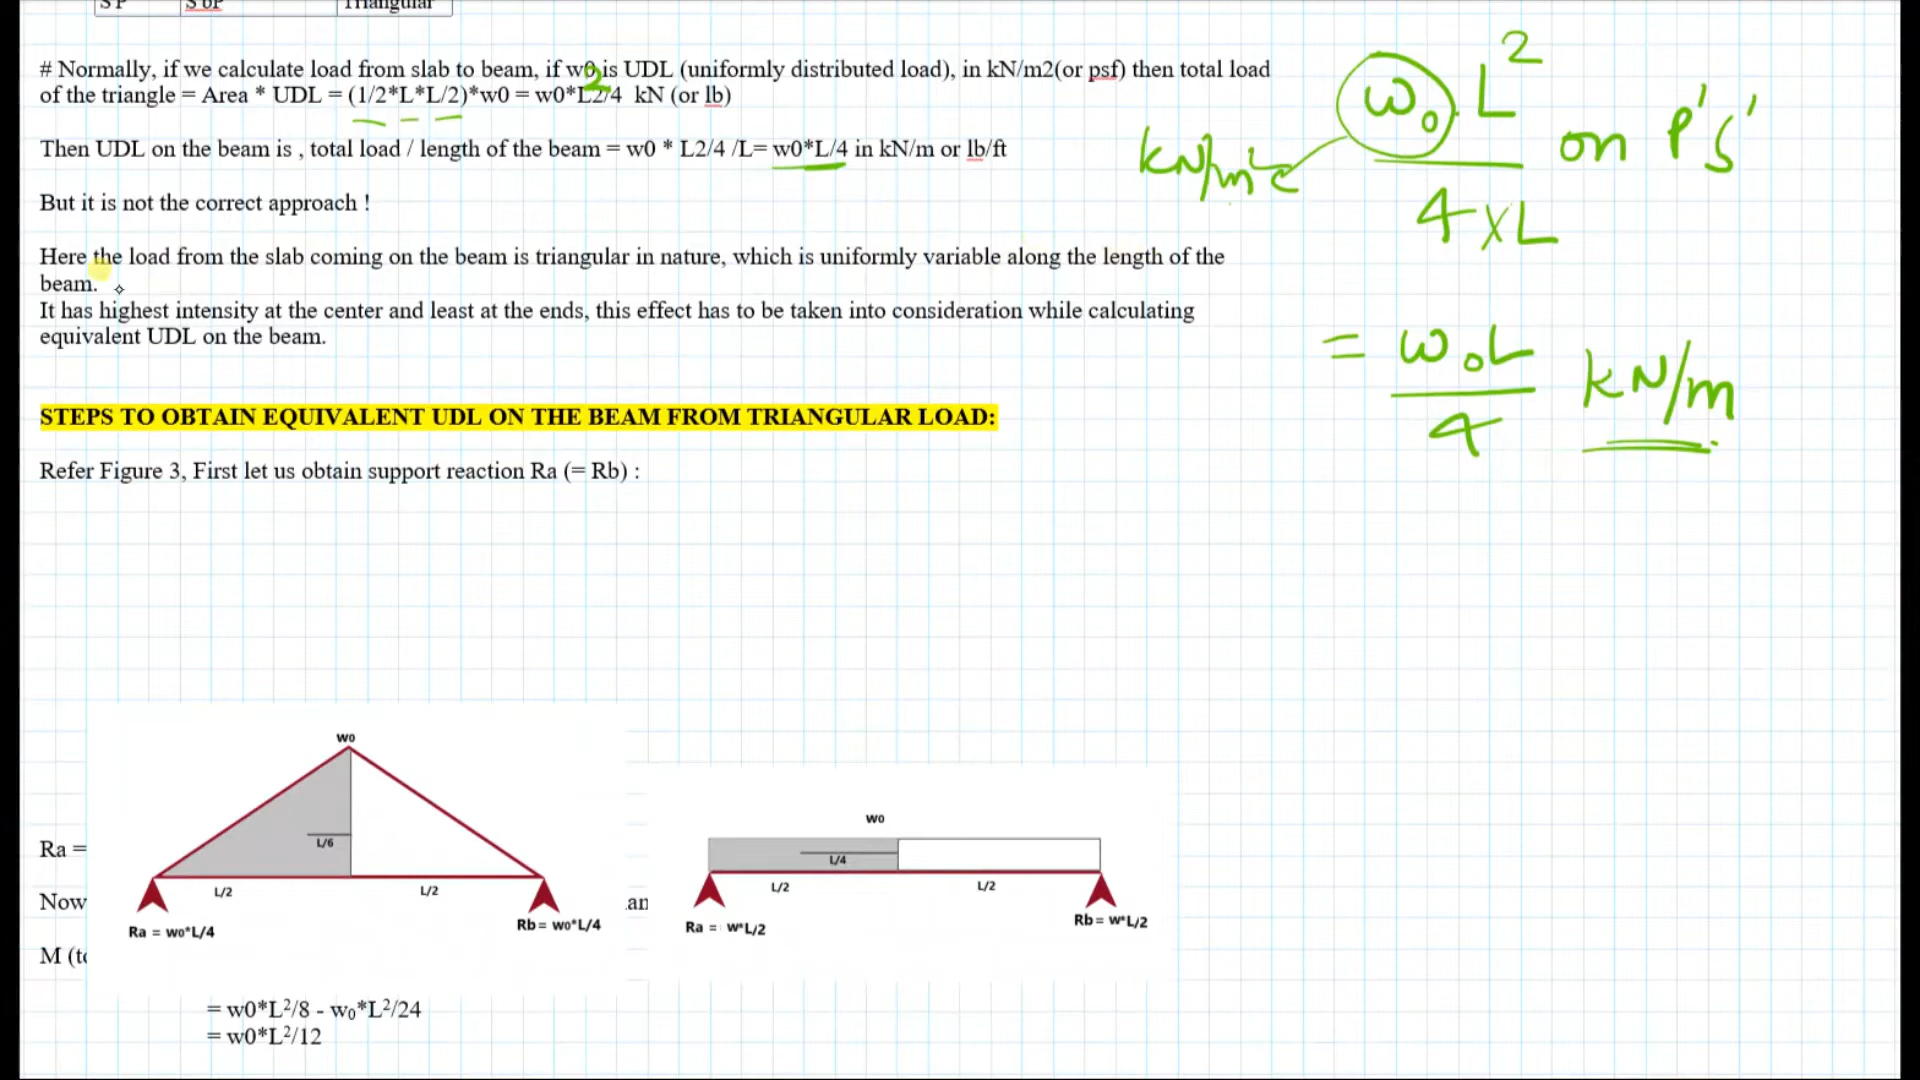 S P S bP Triangular
# Normally, if we calculate load from slab to beam, if w0 is UDL (uniformly distributed load), in kN/m2(or psf) then total load
of the triangle = Area * UDL = (1/2*L*L/2)*w0 = w0*L2/4  kN (or lb)
2
Then UDL on the beam is , total load / length of the beam = w0 * L2/4 /L= w0*L/4 in kN/m or lb/ft
But it is not the correct approach !
Here the load from the slab coming on the beam is triangular in nature, which is uniformly variable along the length of the
beam.
It has highest intensity at the center and least at the ends, this effect has to be taken into consideration while calculating
equivalent UDL on the beam.
STEPS TO OBTAIN EQUIVALENT UDL ON THE BEAM FROM TRIANGULAR LOAD:
Refer Figure 3, First let us obtain support reaction Ra (= Rb) :
w₀ L² on P'S'
4 x L
kN/m²
= w₀L kN/m
4
w0
L/6
L/2 L/2
Ra = w0*L/4
Rb= w0*L/4
w0
L/4
L/2 L/2
Ra = w*L/2
Rb= w*L/2
Ra =
Now
M (to
= w0*L²/8 - w₀*L²/24
= w0*L²/12